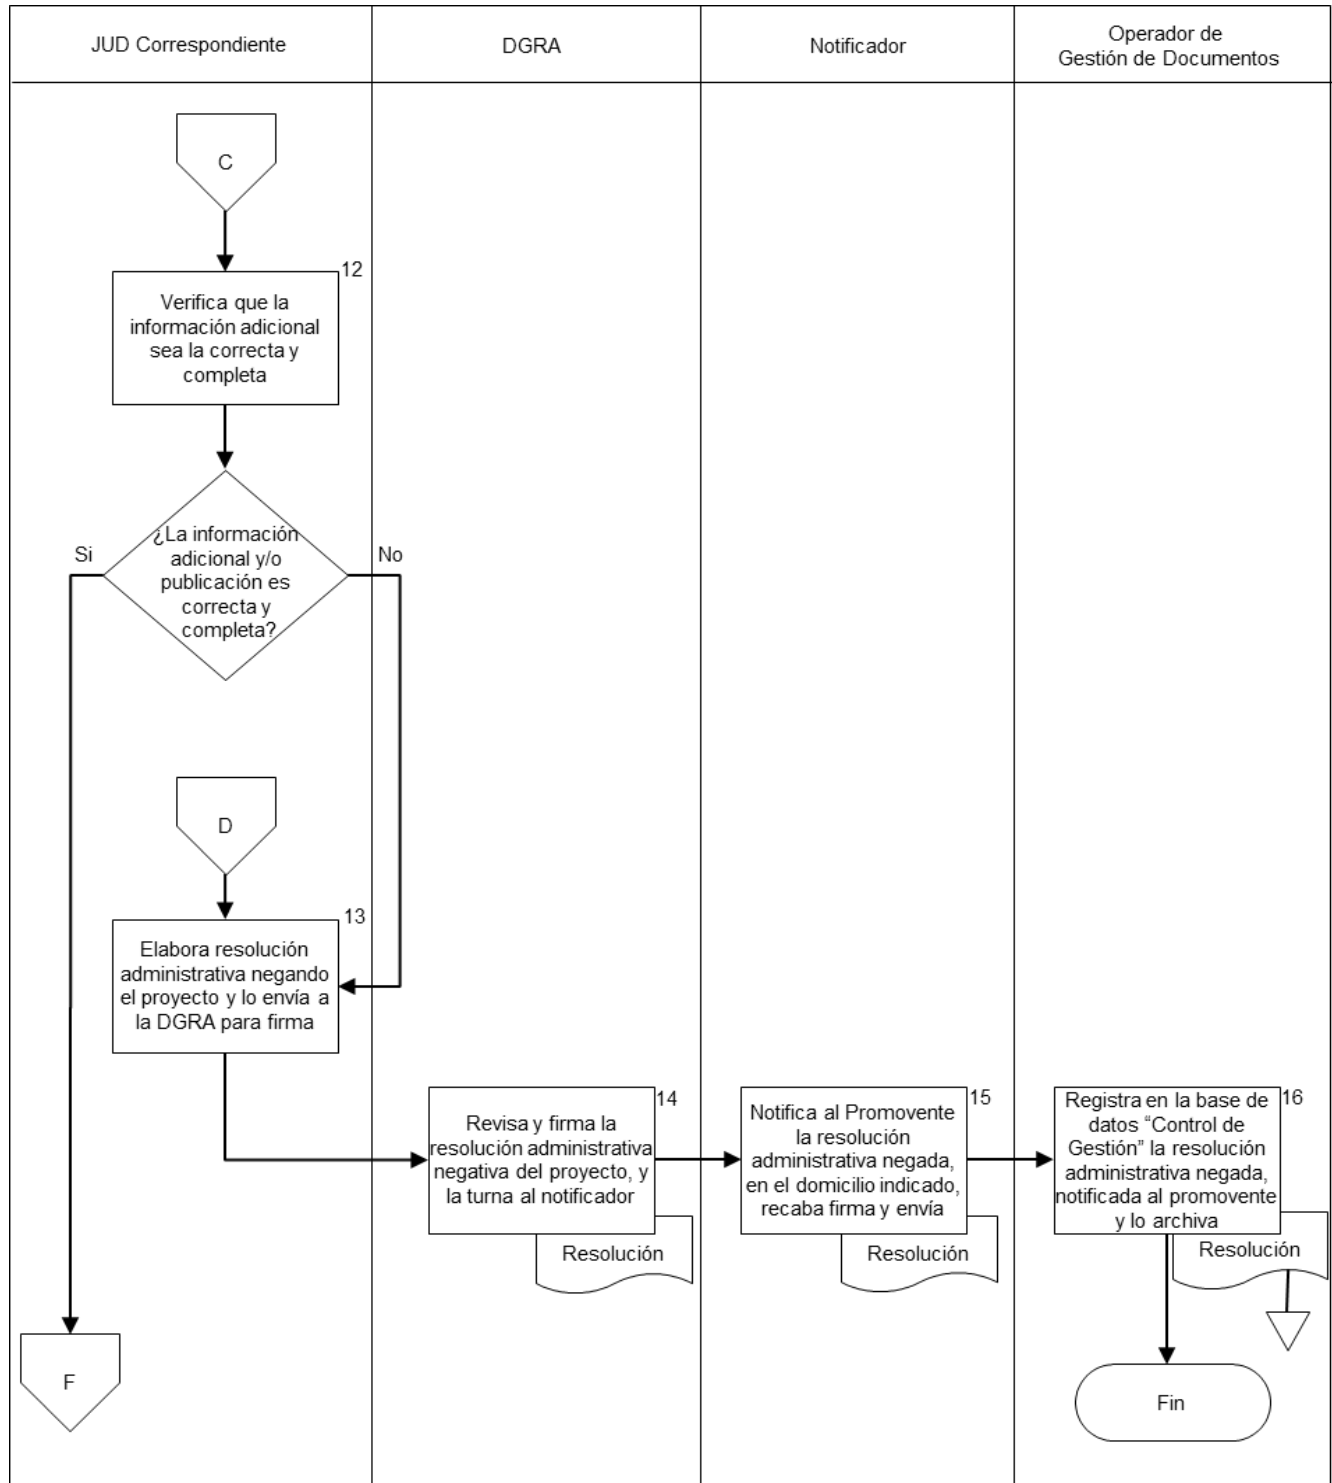 JUD Correspondiente
DGRA
Notificador
Operador de
Gestión de Documentos
C
12
Verifica que la
información adicional
sea la correcta y
completa
¿La información
adicional y/o
publicación es
correcta y
completa?
Si
No
D
13
Elabora resolución
administrativa negando
el proyecto y lo envía a
la DGRA para firma
14
Revisa y firma la
resolución administrativa
negativa del proyecto, y
la turna al notificador
Resolución
15
Notifica al Promovente
la resolución
administrativa negada,
en el domicilio indicado,
recaba firma y envía
Resolución
16
Registra en la base de
datos “Control de
Gestión” la resolución
administrativa negada,
notificada al promovente
y lo archiva
Resolución
F
Fin